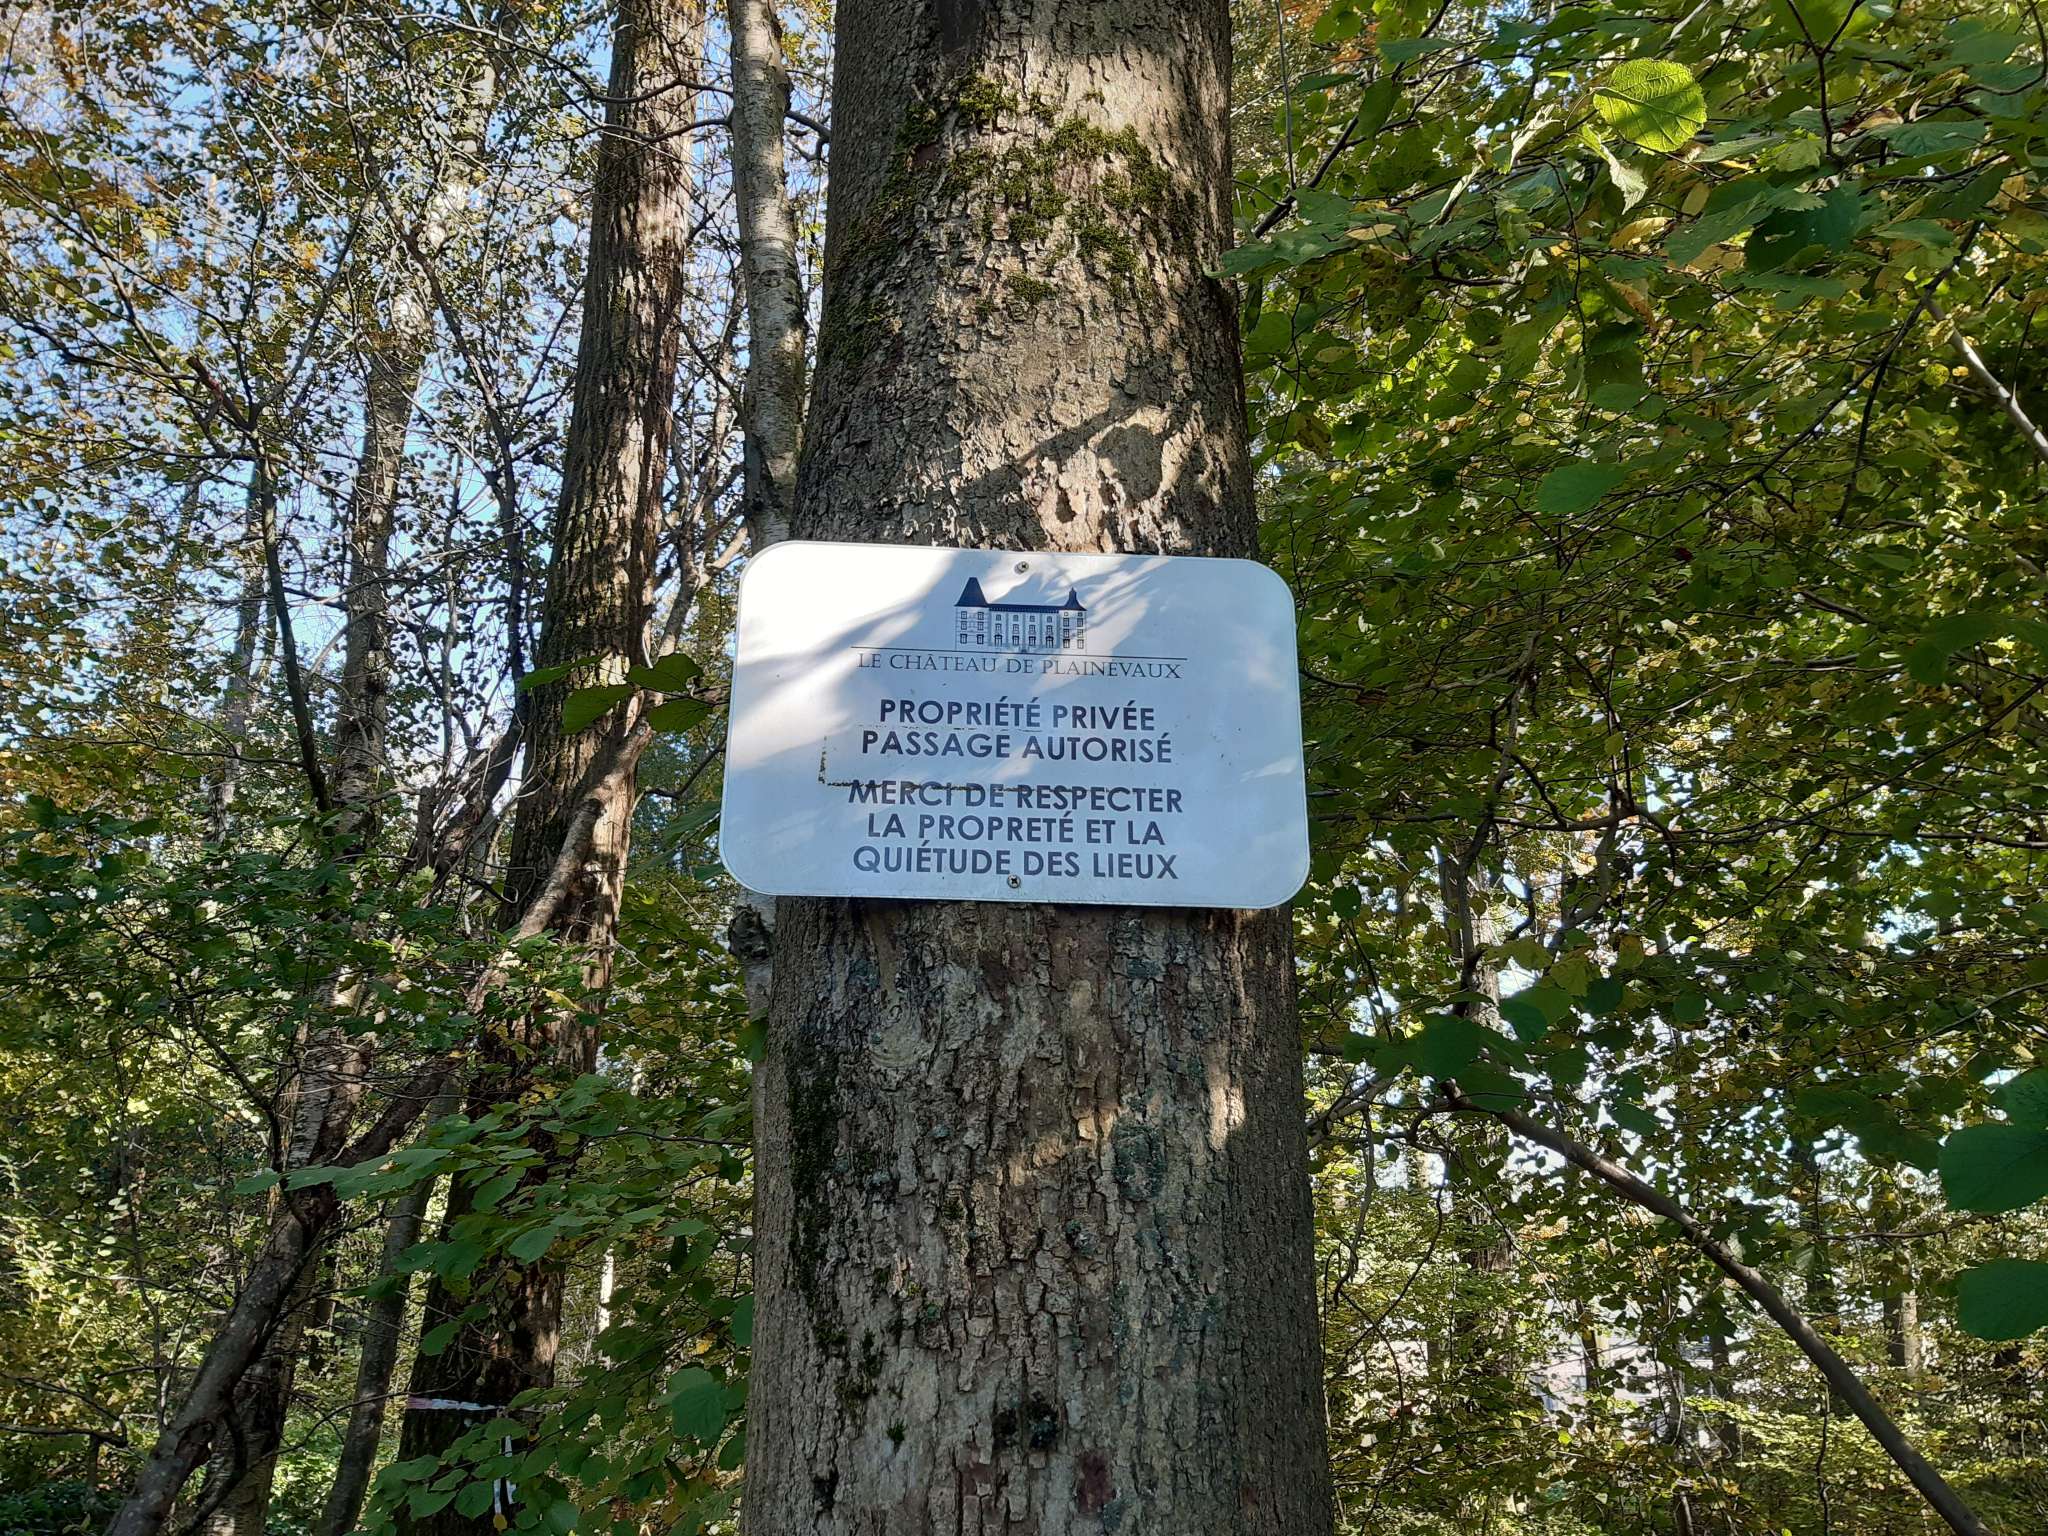 LE CHÂTEAU DE PLAINEVAUX
PROPRIÉTÉ PRIVÉE
PASSAGE AUTORISÉ
MERCI DE RESPECTER
LA PROPRETÉ ET LA
QUIÉTUDE DES LIEUX